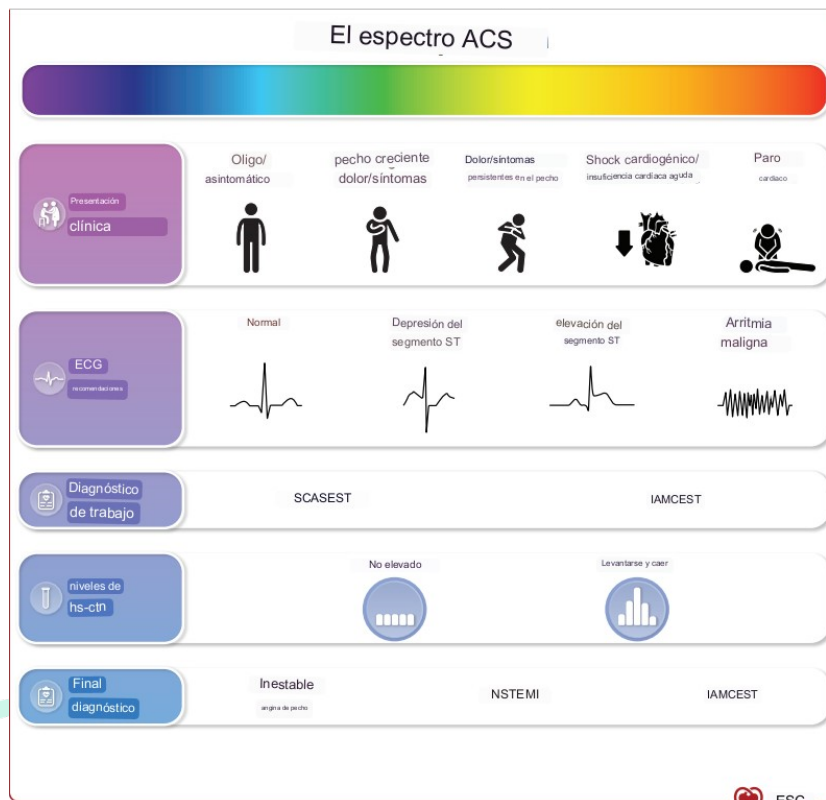 El espectro ACS
Presentación
clínica
Oligo/
asintomático
pecho creciente
dolor/síntomas
Dolor/síntomas
persistentes en el pecho
Shock cardiogénico/
insuficiencia cardiaca aguda
Paro
cardiaco
ECG
recomendaciones
Normal
Depresión del
segmento ST
elevación del
segmento ST
Arritmia
maligna
Diagnóstico
de trabajo
SCASEST
IAMCEST
niveles de
hs-ctn
No elevado
Levantarse y caer
Final
diagnóstico
Inestable
angina de pecho
NSTEMI
IAMCEST
ESC